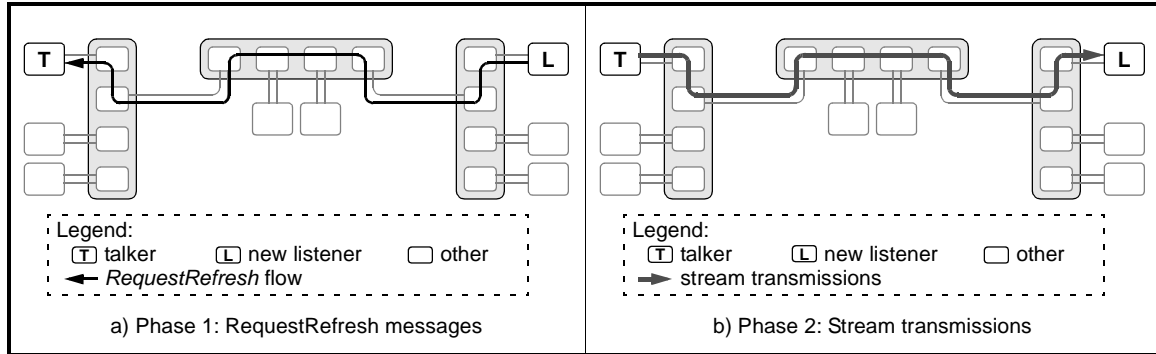 T
L
Legend:
T talker L new listener other
RequestRefresh flow
a) Phase 1: RequestRefresh messages
T
L
Legend:
T talker L new listener other
stream transmissions
b) Phase 2: Stream transmissions